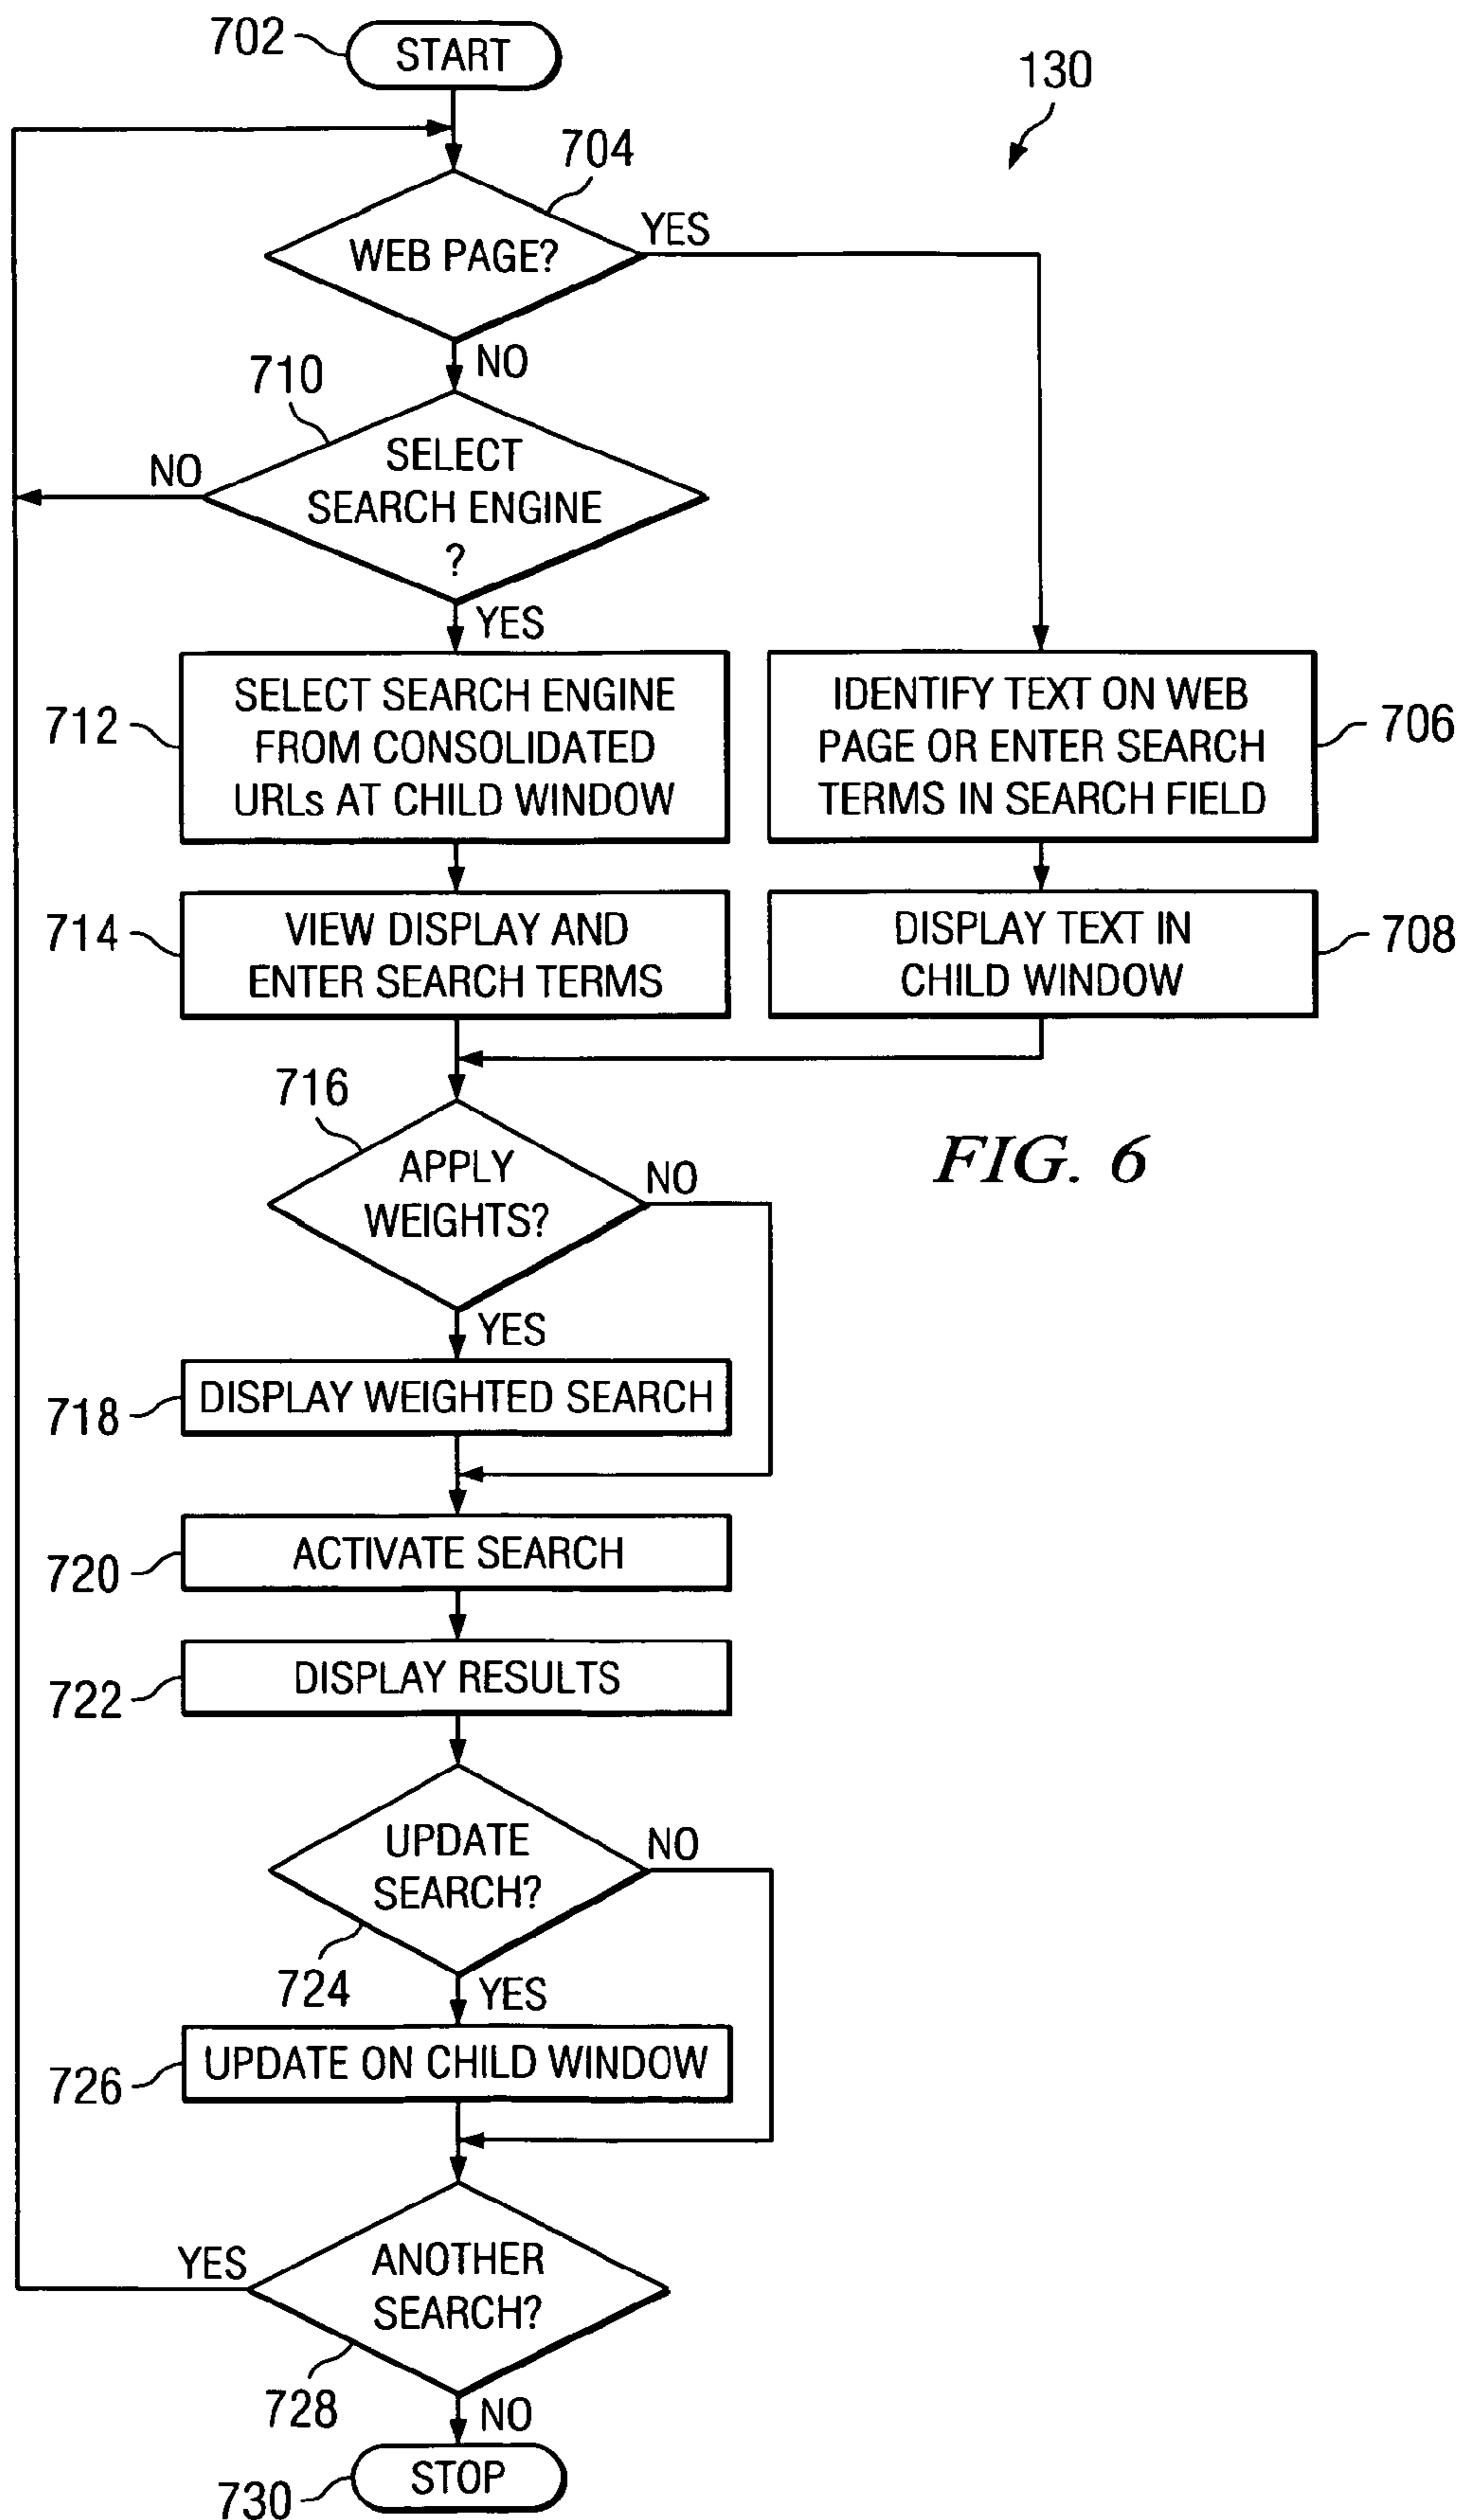 702
START
130
704
YES
WEB PAGE?
NO
710
SELECT
NO
SEARCH ENGINE
?
YES
SELECT SEARCH ENGINE
FROM CONSOLIDATED
URLs AT CHILD WINDOW
712
IDENTIFY TEXT ON WEB
PAGE OR ENTER SEARCH
TERMS IN SEARCH FIELD
706
714
VIEW DISPLAY AND
ENTER SEARCH TERMS
DISPLAY TEXT IN
CHILD WINDOW
708
716
APPLY
WEIGHTS?
NO
FIG. 6
YES
DISPLAY WEIGHTED SEARCH
718
ACTIVATE SEARCH
720
DISPLAY RESULTS
722
UPDATE
SEARCH?
NO
724
YES
UPDATE ON CHILD WINDOW
726
YES
ANOTHER
SEARCH?
728
NO
STOP
730